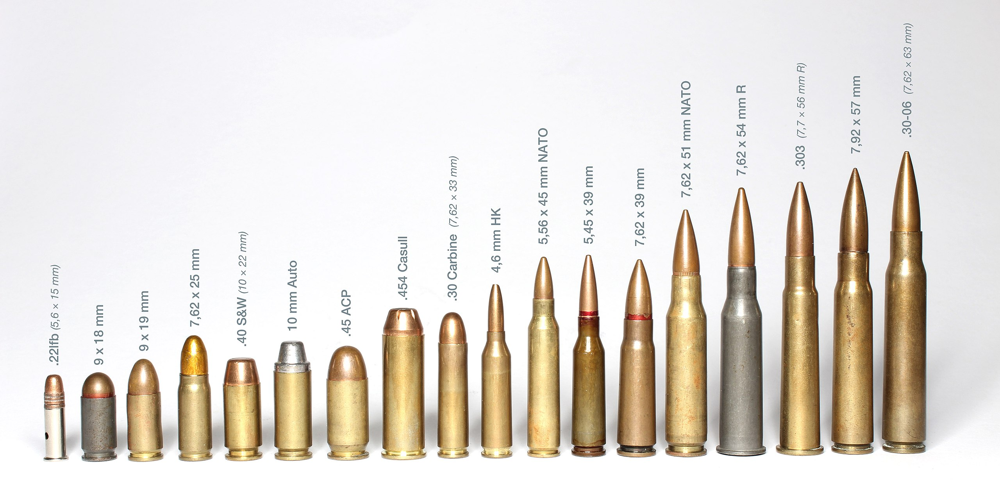 .22lfb (5,6 × 15 mm)
9 x 18 mm
9 x 19 mm
7,62 x 25 mm
.40 S&W (10 × 22 mm)
10 mm Auto
.45 ACP
.454 Casull
.30 Carbine (7,62 × 33 mm)
4,6 mm HK
5,56 x 45 mm NATO
5,45 x 39 mm
7,62 x 39 mm
7,62 x 51 mm NATO
7,62 x 54 mm R
.303 (7,7 × 56 mm R)
7,92 x 57 mm
.30-06 (7,62 × 63 mm)